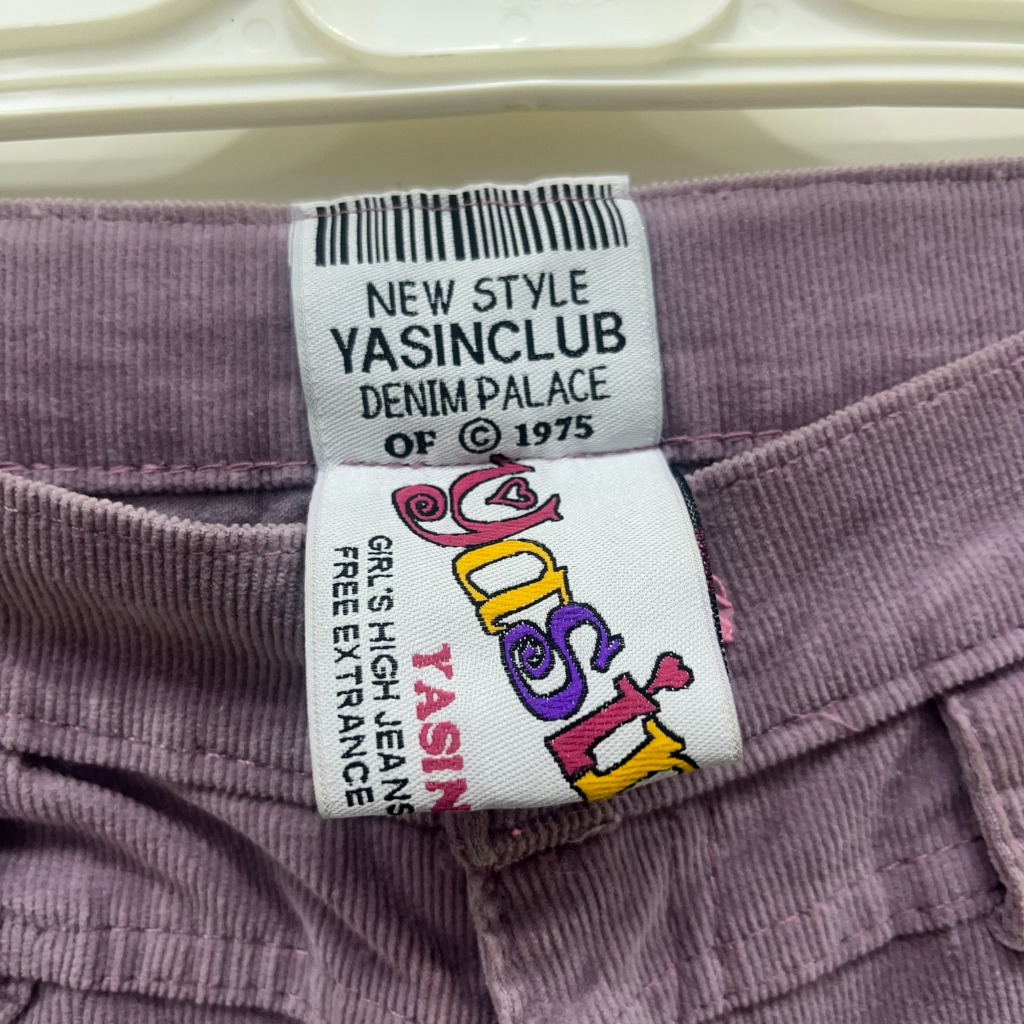 NEW STYLE
YASINCLUB
DENIM PALACE
OF © 1975
yasin
YASIN
GIRL'S HIGH JEANS
FREE EXTRANCE